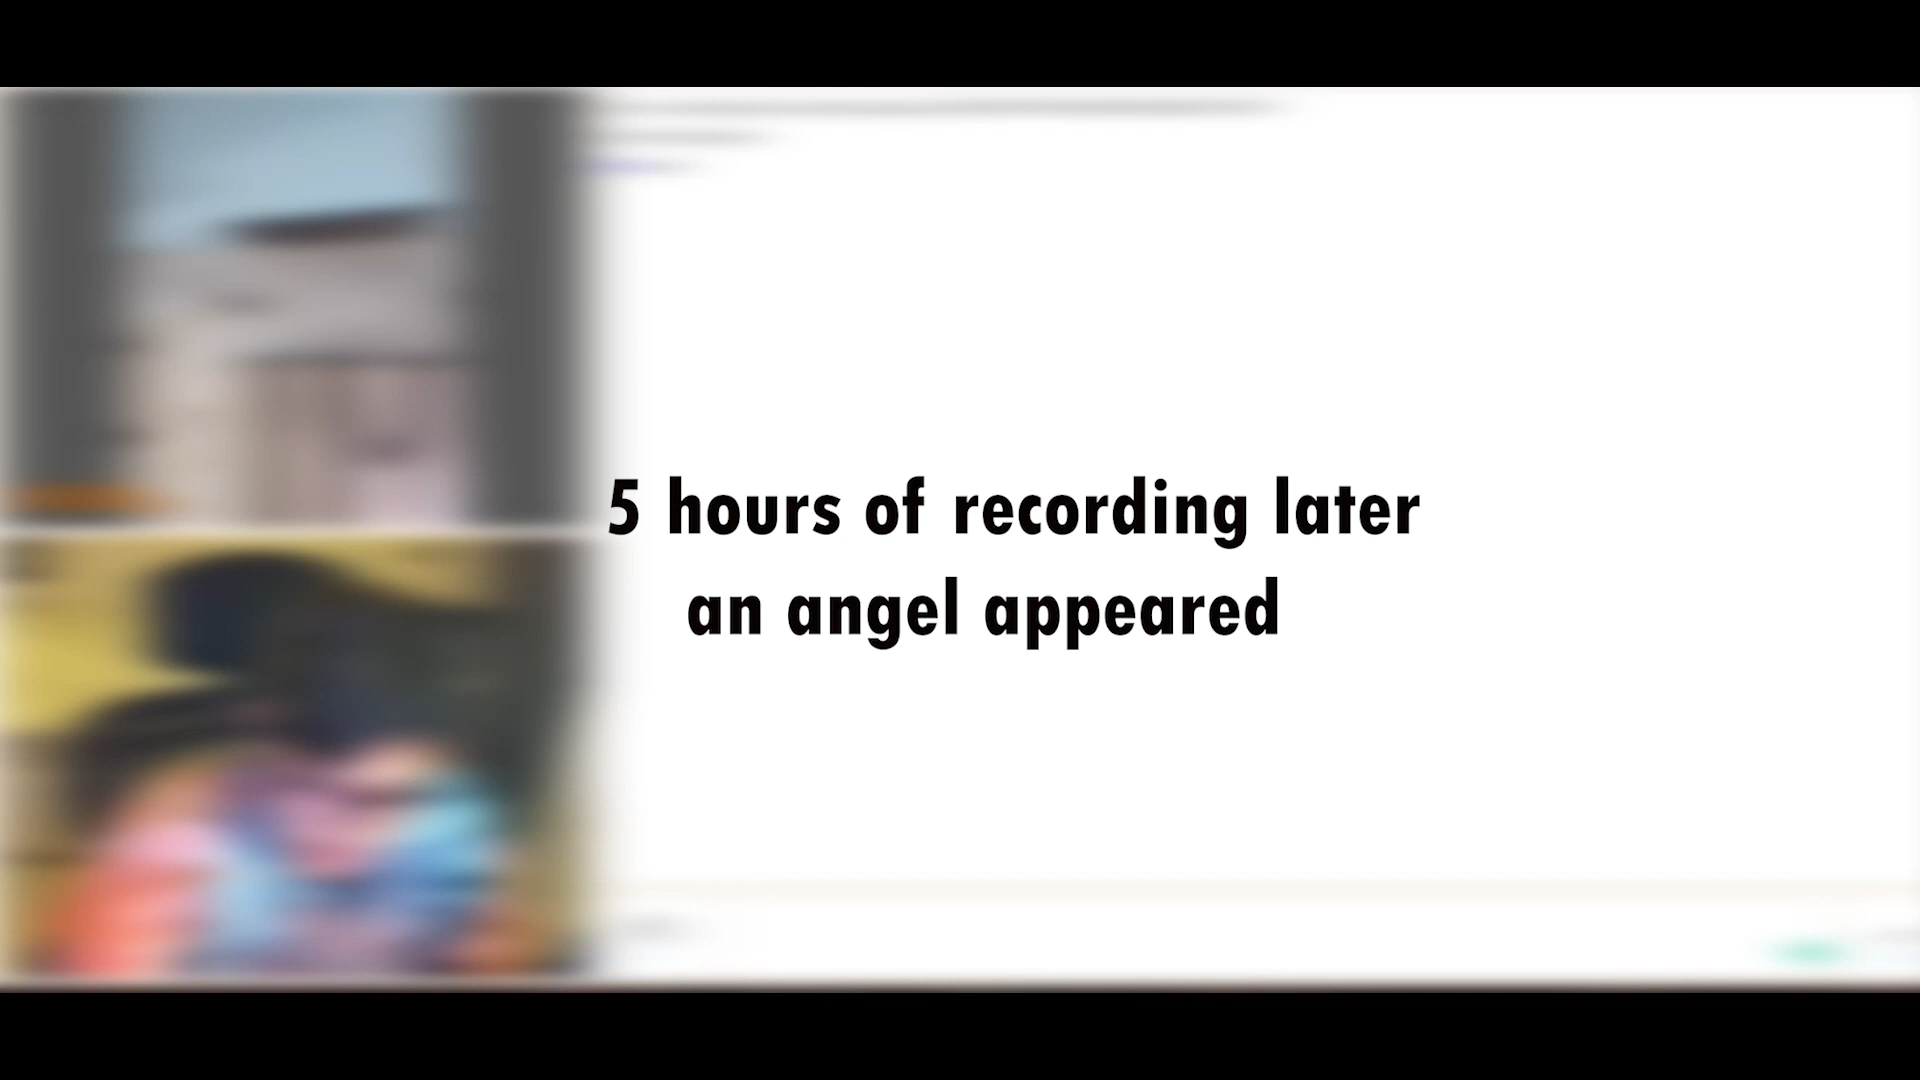 5 hours of recording later
an angel appeared